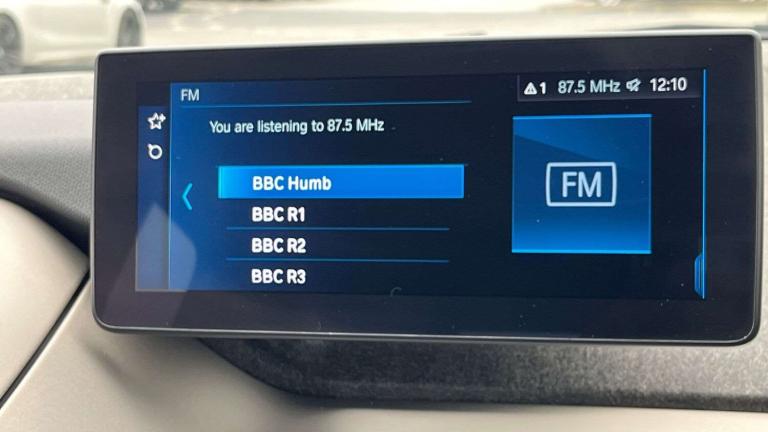 FM
1 87.5 MHz 12:10
You are listening to 87.5 MHz
BBC Humb
BBC R1
BBC R2
BBC R3
FM